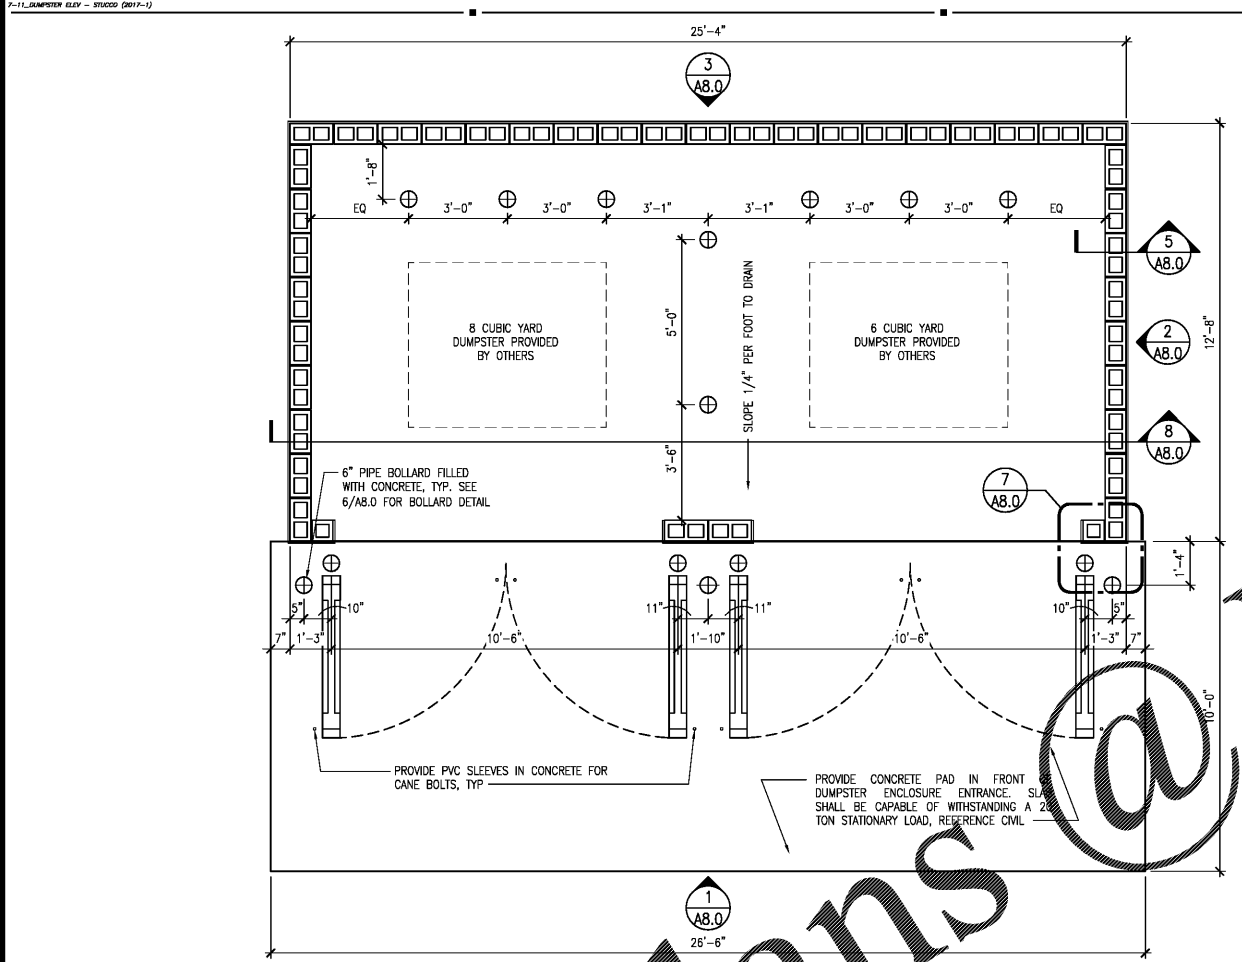 7-11_DUMPSTER ELEV - STUCCO (2017-1)
25'-4"
3
A8.0
1'-8"
EQ
3'-0"
3'-0"
3'-1"
3'-1"
3'-0"
3'-0"
EQ
5
A8.0
5'-0"
SLOPE 1/4" PER FOOT TO DRAIN
8 CUBIC YARD
DUMPSTER PROVIDED
BY OTHERS
6 CUBIC YARD
DUMPSTER PROVIDED
BY OTHERS
2
A8.0
12'-8"
8
A8.0
3'-6"
6" PIPE BOLLARD FILLED
WITH CONCRETE, TYP. SEE
6/A8.0 FOR BOLLARD DETAIL
7
A8.0
1'-4"
5"
10"
11"
11"
10"
5"
7"
1'-3"
10'-6"
1'-10"
10'-6"
1'-3"
7"
10'-0"
PROVIDE PVC SLEEVES IN CONCRETE FOR
CANE BOLTS, TYP
PROVIDE CONCRETE PAD IN FRONT OF
DUMPSTER ENCLOSURE ENTRANCE. SLAB
SHALL BE CAPABLE OF WITHSTANDING A 20
TON STATIONARY LOAD, REFERENCE CIVIL
1
A8.0
26'-6"
lans @